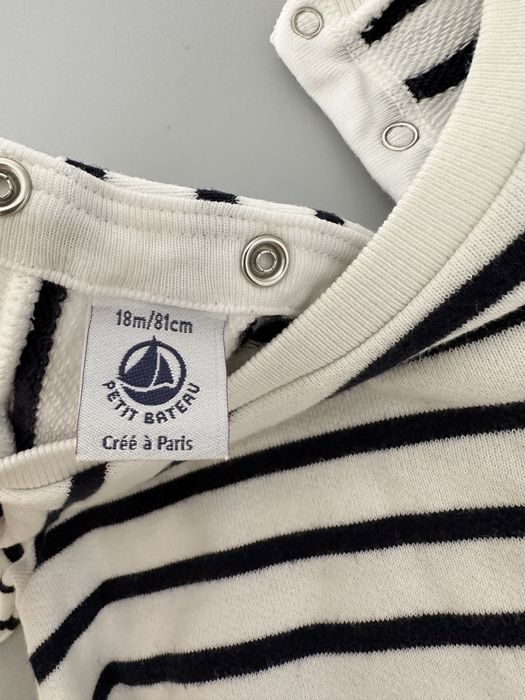 18m/81cm
PETIT BATEAU
Créé à Paris